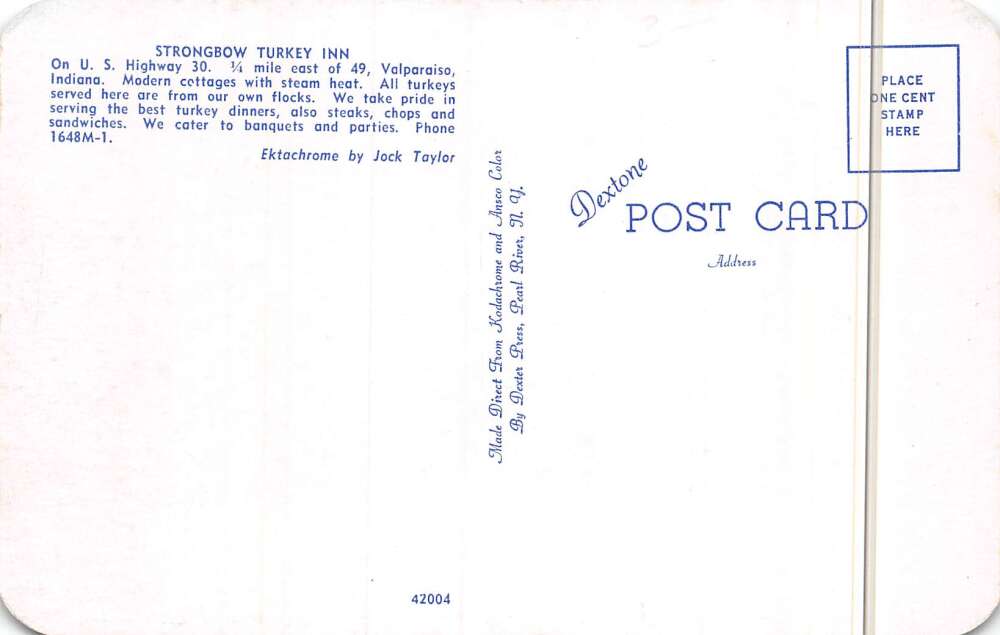 STRONGBOW TURKEY INN
On U. S. Highway 30. ¼ mile east of 49, Valparaiso,
Indiana. Modern cottages with steam heat. All turkeys
served here are from our own flocks. We take pride in
serving the best turkey dinners, also steaks, chops and
sandwiches. We cater to banquets and parties. Phone
1648M-1.
Ektachrome by Jock Taylor
42004
Made Direct From Kodachrome and Ansco Color
By Dexter Press, Pearl River, N. Y.
Dextone
POST CARD
Address
PLACE
ONE CENT
STAMP
HERE